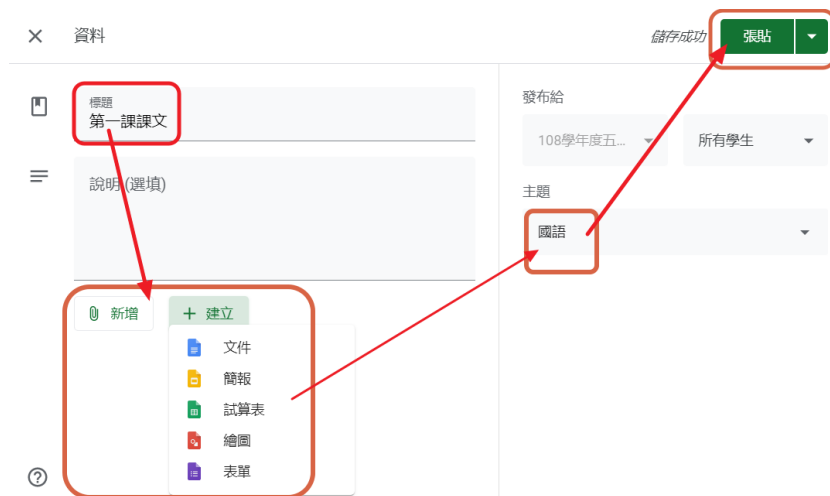 資料
儲存成功
張貼
標題
第一課課文
說明 (選填)
新增
建立
文件
簡報
試算表
繪圖
表單
發布給
108學年度五...
所有學生
主題
國語